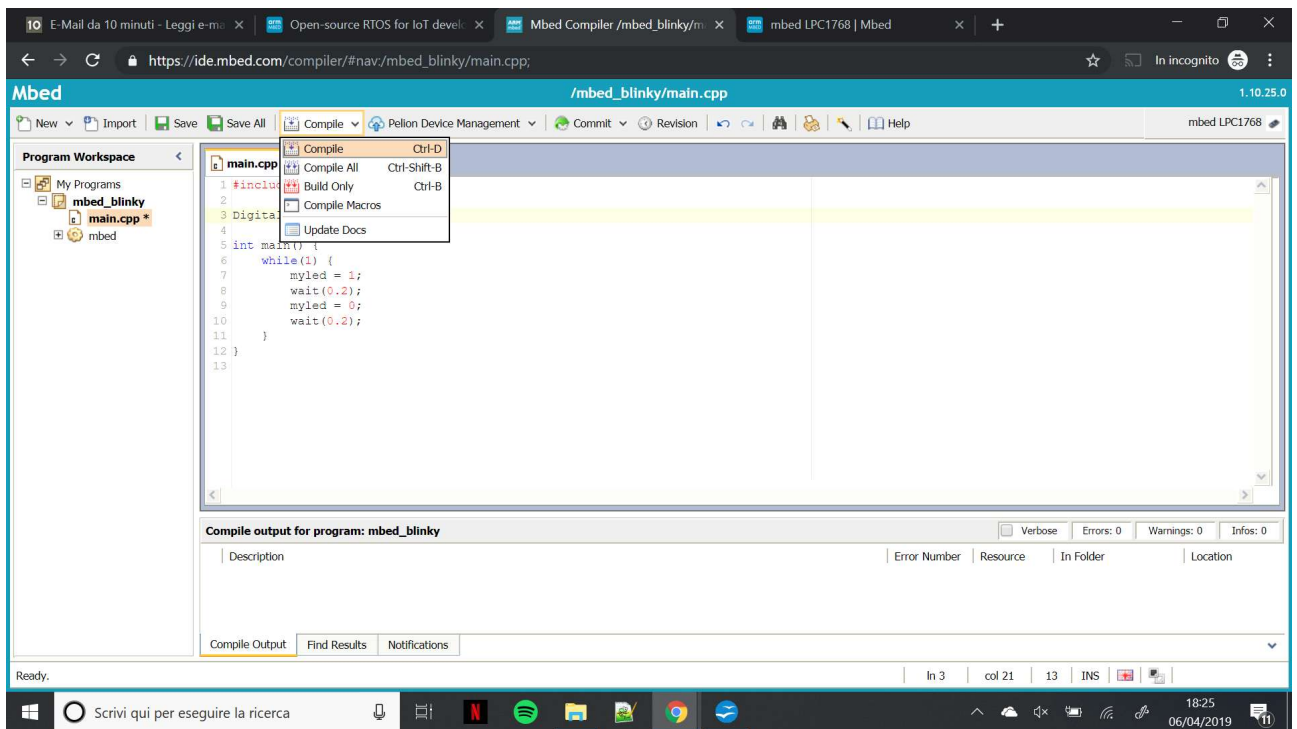 10 E-Mail da 10 minuti - Leggi e-ma
arm MBED Open-source RTOS for IoT develo
Mbed Compiler /mbed_blinky/m
arm MBED mbed LPC1768 | Mbed
https://ide.mbed.com/compiler/#nav:/mbed_blinky/main.cpp;
In incognito
Mbed /mbed_blinky/main.cpp 1.10.25.0
New Import Save Save All Compile Pelion Device Management Commit Revision Help mbed LPC1768
Program Workspace
My Programs
mbed_blinky
main.cpp *
mbed
main.cpp
Compile Ctrl-D
Compile All Ctrl-Shift-B
Build Only Ctrl-B
Compile Macros
Update Docs
1 #inclu
2
3 Digita
4
5 int main() {
6 while(1) {
7 myled = 1;
8 wait(0.2);
9 myled = 0;
10 wait(0.2);
11 }
12 }
13
Compile output for program: mbed_blinky Verbose Errors: 0 Warnings: 0 Infos: 0
Description Error Number Resource In Folder Location
Compile Output Find Results Notifications
Ready. ln 3 col 21 13 INS
Scrivi qui per eseguire la ricerca
N
18:25
06/04/2019
11